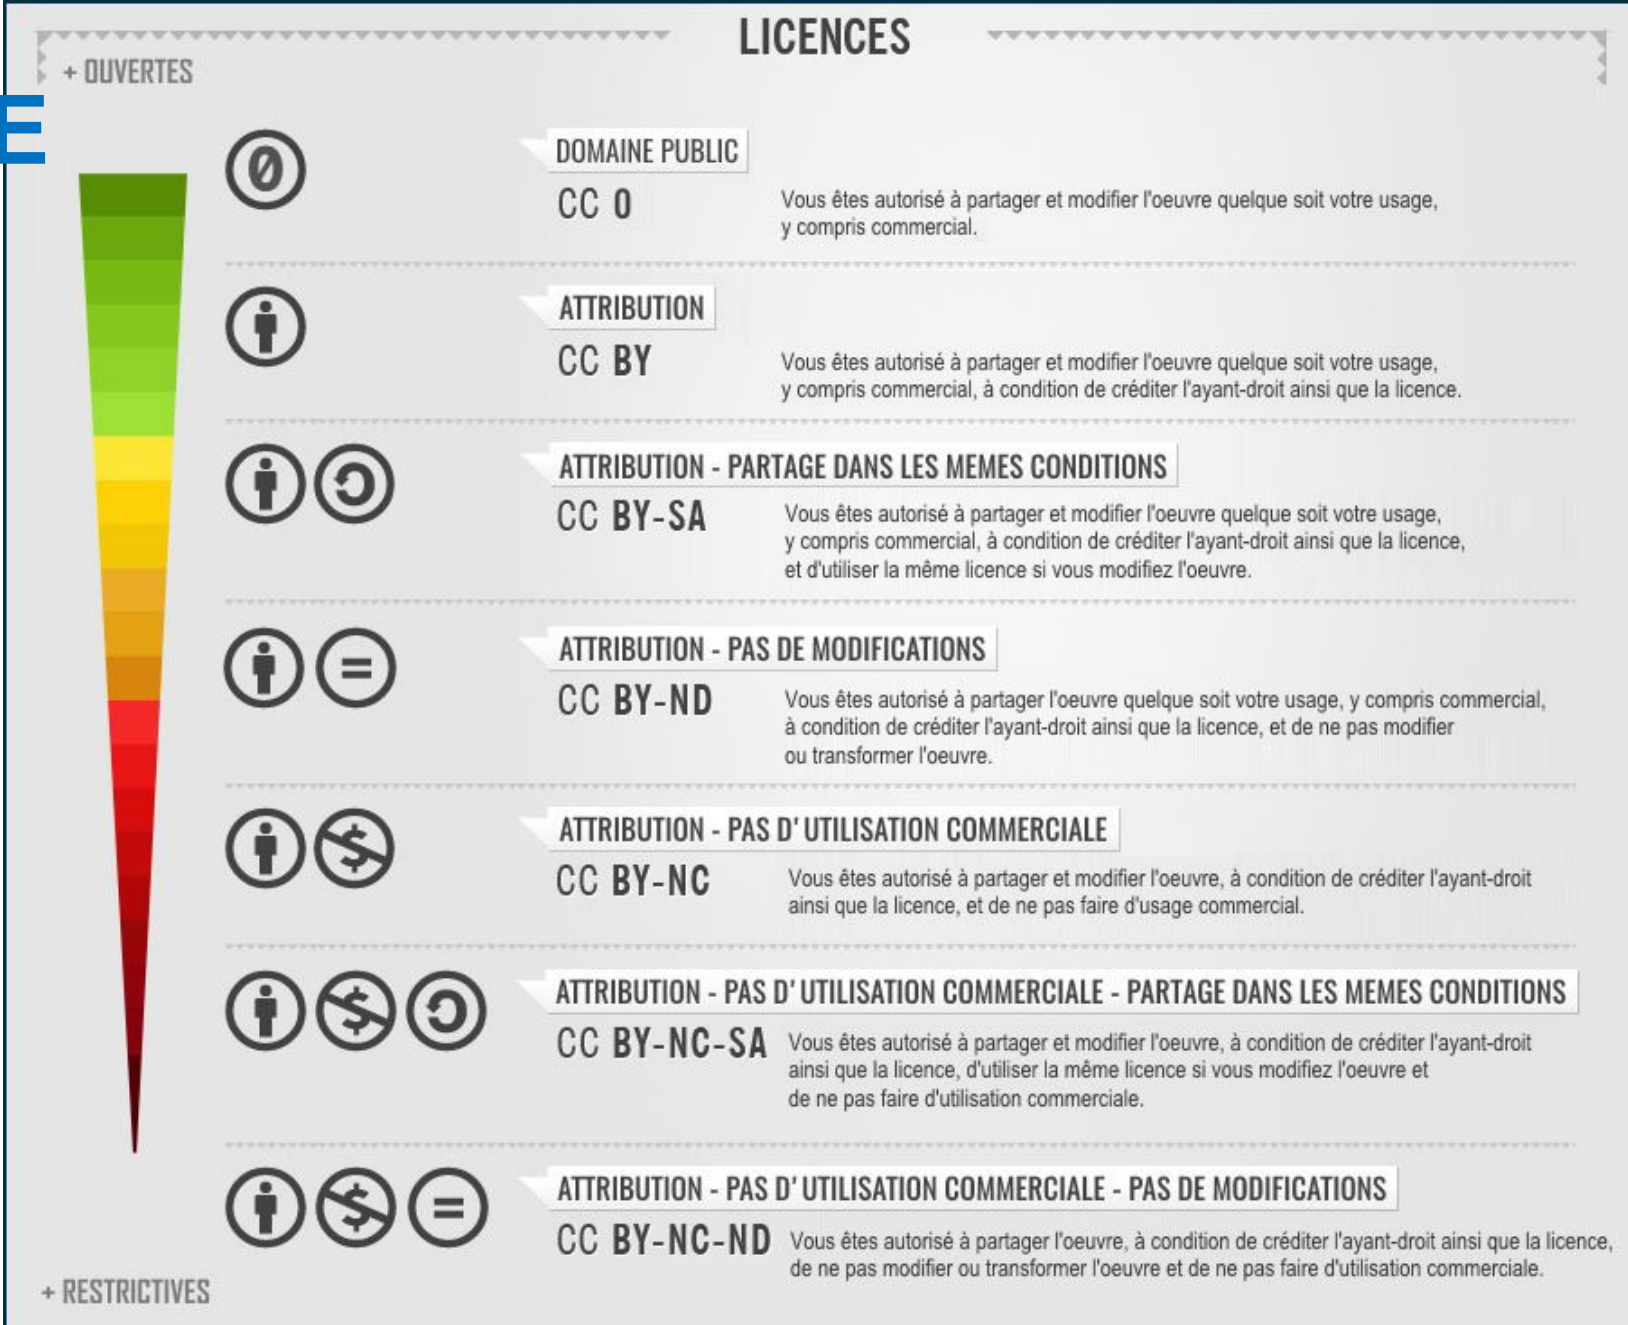 LICENCES
+ OUVERTES
E
DOMAINE PUBLIC
CC 0
Vous êtes autorisé à partager et modifier l'oeuvre quelque soit votre usage,
y compris commercial.
ATTRIBUTION
CC BY
Vous êtes autorisé à partager et modifier l'oeuvre quelque soit votre usage,
y compris commercial, à condition de créditer l'ayant-droit ainsi que la licence.
ATTRIBUTION - PARTAGE DANS LES MEMES CONDITIONS
CC BY-SA
Vous êtes autorisé à partager et modifier l'oeuvre quelque soit votre usage,
y compris commercial, à condition de créditer l'ayant-droit ainsi que la licence,
et d'utiliser la même licence si vous modifiez l'oeuvre.
ATTRIBUTION - PAS DE MODIFICATIONS
CC BY-ND
Vous êtes autorisé à partager l'oeuvre quelque soit votre usage, y compris commercial,
à condition de créditer l'ayant-droit ainsi que la licence, et de ne pas modifier
ou transformer l'oeuvre.
ATTRIBUTION - PAS D'UTILISATION COMMERCIALE
CC BY-NC
Vous êtes autorisé à partager et modifier l'oeuvre, à condition de créditer l'ayant-droit
ainsi que la licence, et de ne pas faire d'usage commercial.
ATTRIBUTION - PAS D'UTILISATION COMMERCIALE - PARTAGE DANS LES MEMES CONDITIONS
CC BY-NC-SA
Vous êtes autorisé à partager et modifier l'oeuvre, à condition de créditer l'ayant-droit
ainsi que la licence, d'utiliser la même licence si vous modifiez l'oeuvre et
de ne pas faire d'utilisation commerciale.
ATTRIBUTION - PAS D'UTILISATION COMMERCIALE - PAS DE MODIFICATIONS
CC BY-NC-ND
Vous êtes autorisé à partager l'oeuvre, à condition de créditer l'ayant-droit ainsi que la licence,
de ne pas modifier ou transformer l'oeuvre et de ne pas faire d'utilisation commerciale.
+ RESTRICTIVES